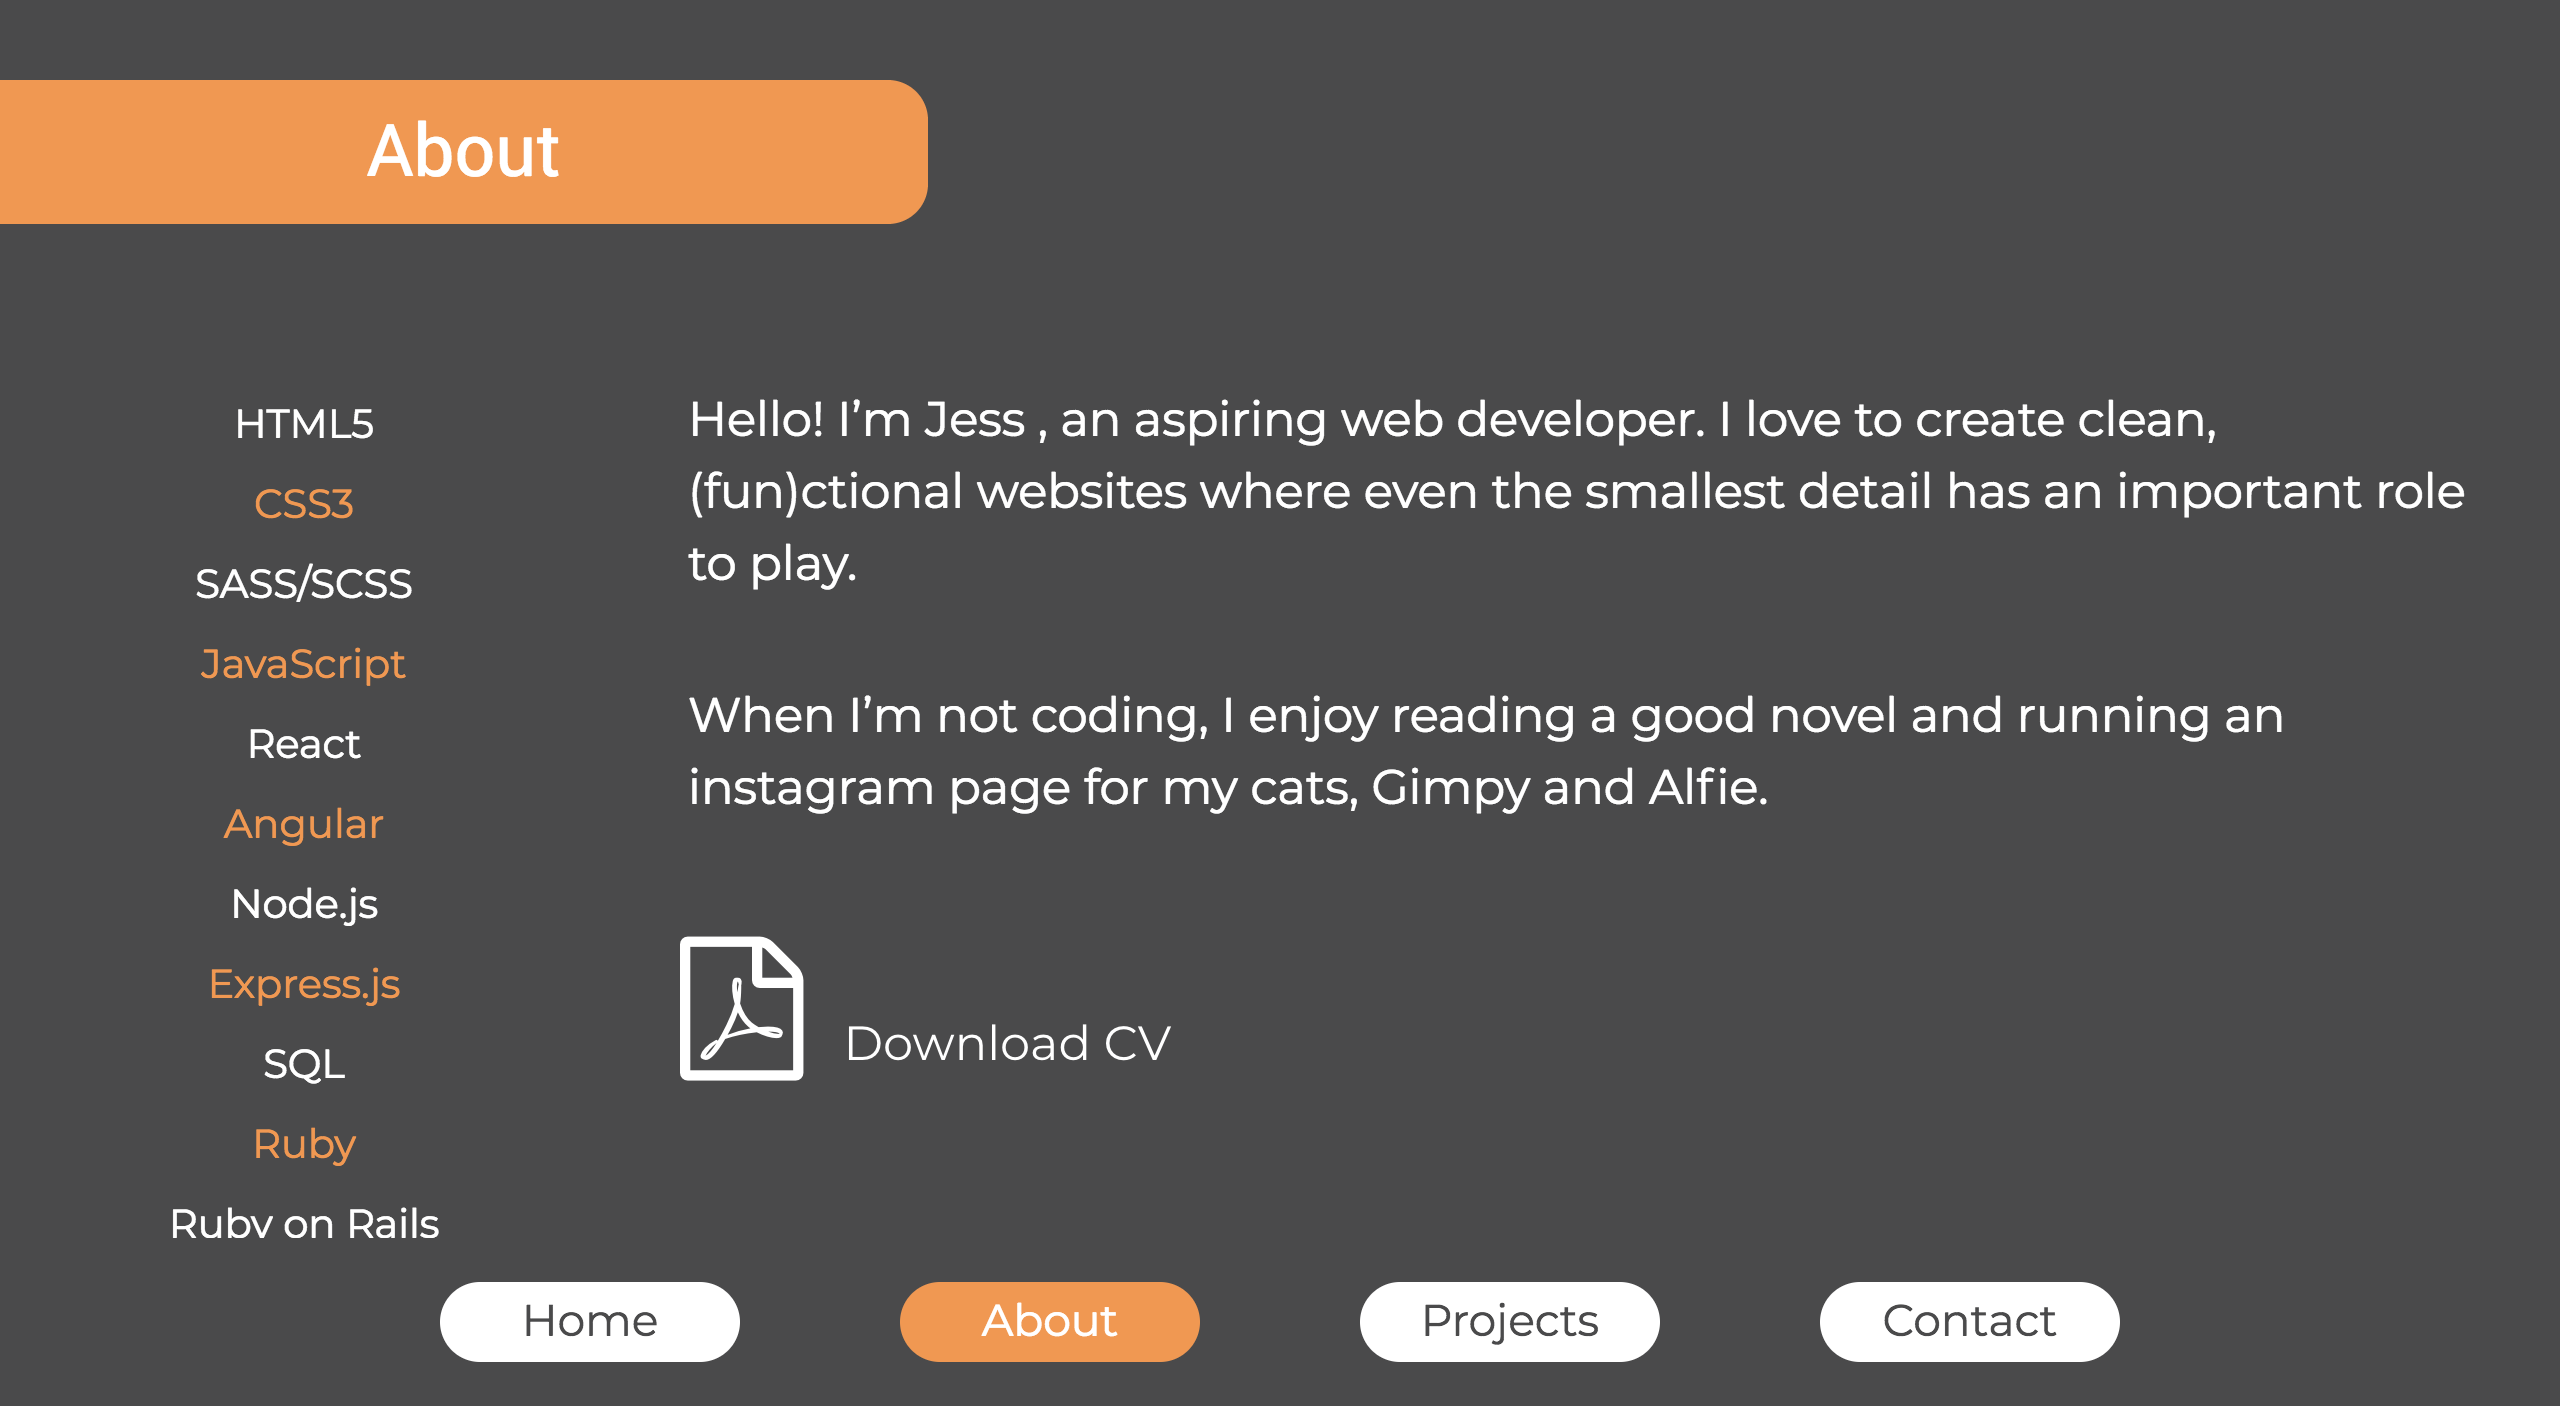 About
HTML5
CSS3
SASS/SCSS
JavaScript
React
Angular
Node.js
Express.js
SQL
Ruby
Ruby on Rails
Hello! I’m Jess , an aspiring web developer. I love to create clean,
(fun)ctional websites where even the smallest detail has an important role
to play.
When I’m not coding, I enjoy reading a good novel and running an
instagram page for my cats, Gimpy and Alfie.
Download CV
Home
About
Projects
Contact